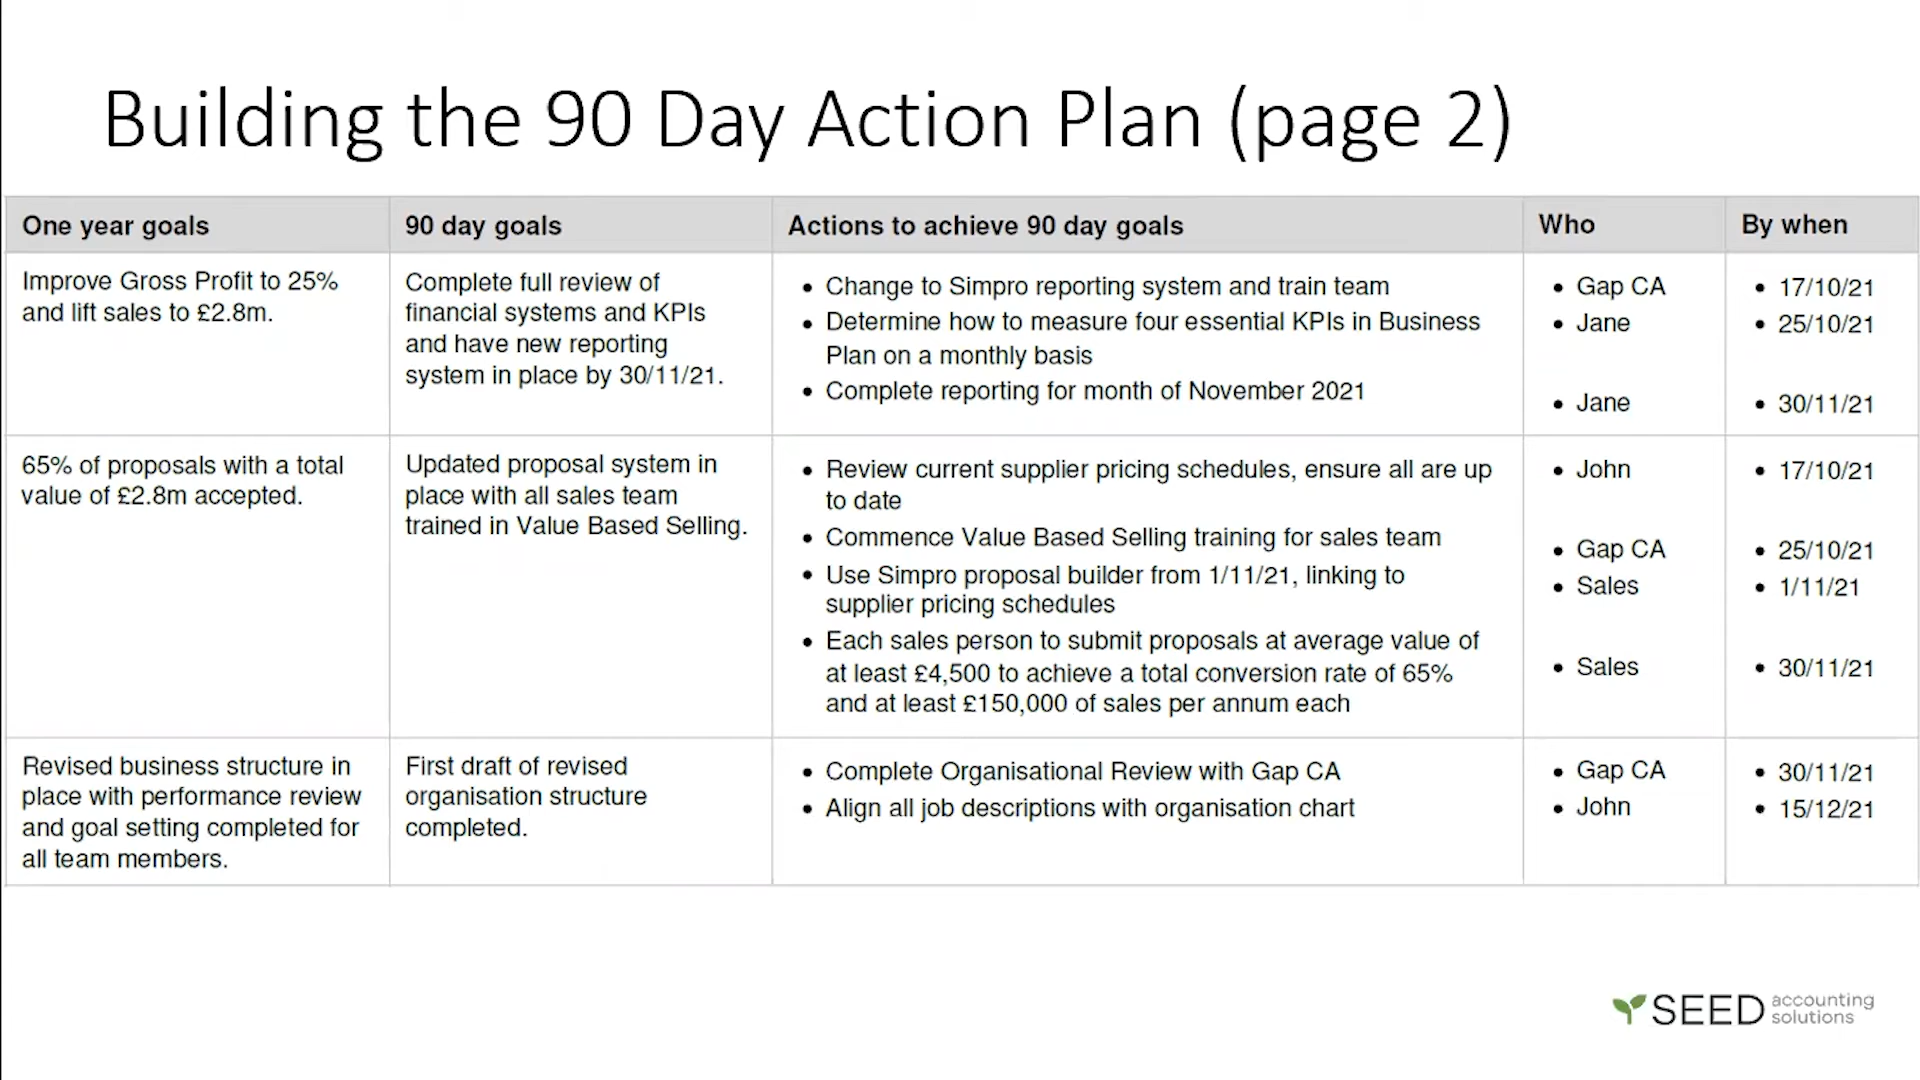 Building the 90 Day Action Plan (page 2)
One year goals
90 day goals
Actions to achieve 90 day goals
Who
By when
Improve Gross Profit to 25%
and lift sales to £2.8m.
Complete full review of
financial systems and KPIs
and have new reporting
system in place by 30/11/21.
• Change to Simpro reporting system and train team
• Determine how to measure four essential KPIs in Business
Plan on a monthly basis
• Complete reporting for month of November 2021
• Gap CA
• Jane
• Jane
• 17/10/21
• 25/10/21
• 30/11/21
65% of proposals with a total
value of £2.8m accepted.
Updated proposal system in
place with all sales team
trained in Value Based Selling.
• Review current supplier pricing schedules, ensure all are up
to date
• Commence Value Based Selling training for sales team
• Use Simpro proposal builder from 1/11/21, linking to
supplier pricing schedules
• Each sales person to submit proposals at average value of
at least £4,500 to achieve a total conversion rate of 65%
and at least £150,000 of sales per annum each
• John
• Gap CA
• Sales
• Sales
• 17/10/21
• 25/10/21
• 1/11/21
• 30/11/21
Revised business structure in
place with performance review
and goal setting completed for
all team members.
First draft of revised
organisation structure
completed.
• Complete Organisational Review with Gap CA
• Align all job descriptions with organisation chart
• Gap CA
• John
• 30/11/21
• 15/12/21
SEED accounting
solutions